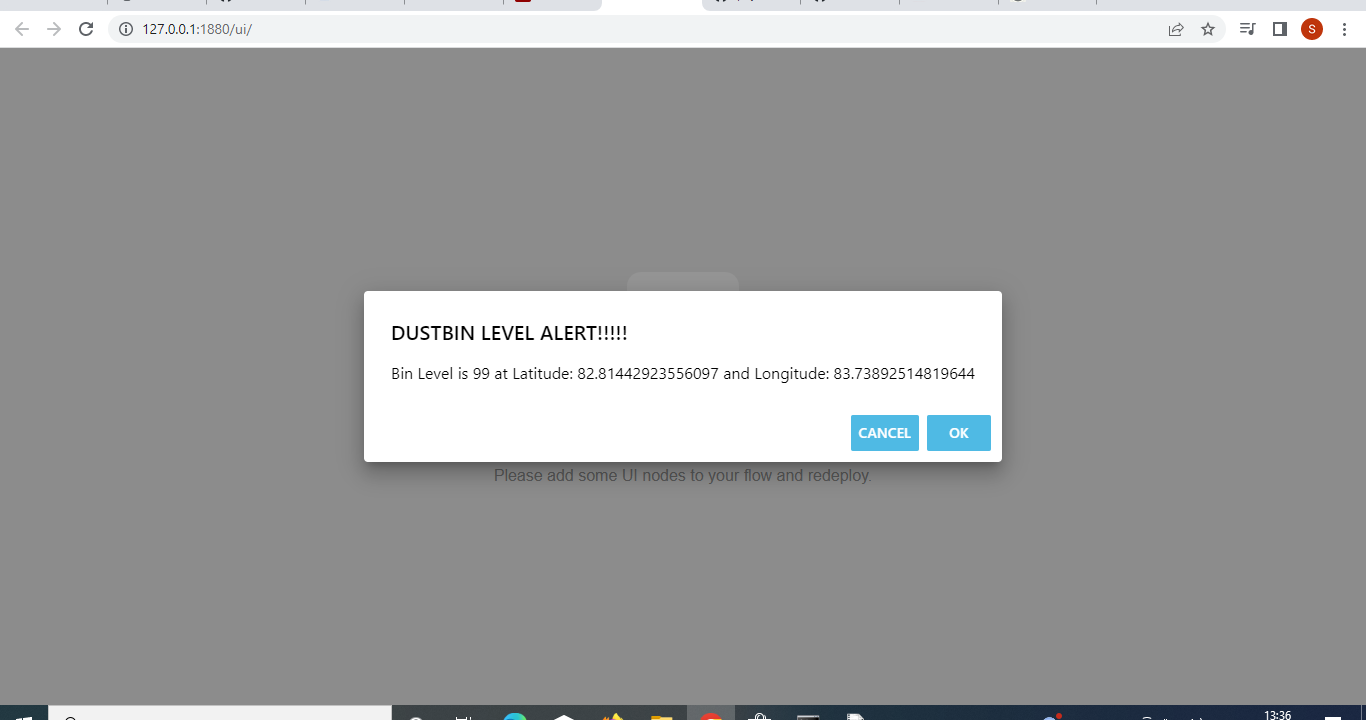 127.0.0.1:1880/ui/
S
DUSTBIN LEVEL ALERT!!!!!
Bin Level is 99 at Latitude: 82.81442923556097 and Longitude: 83.73892514819644
CANCEL OK
Please add some UI nodes to your flow and redeploy.
13:36